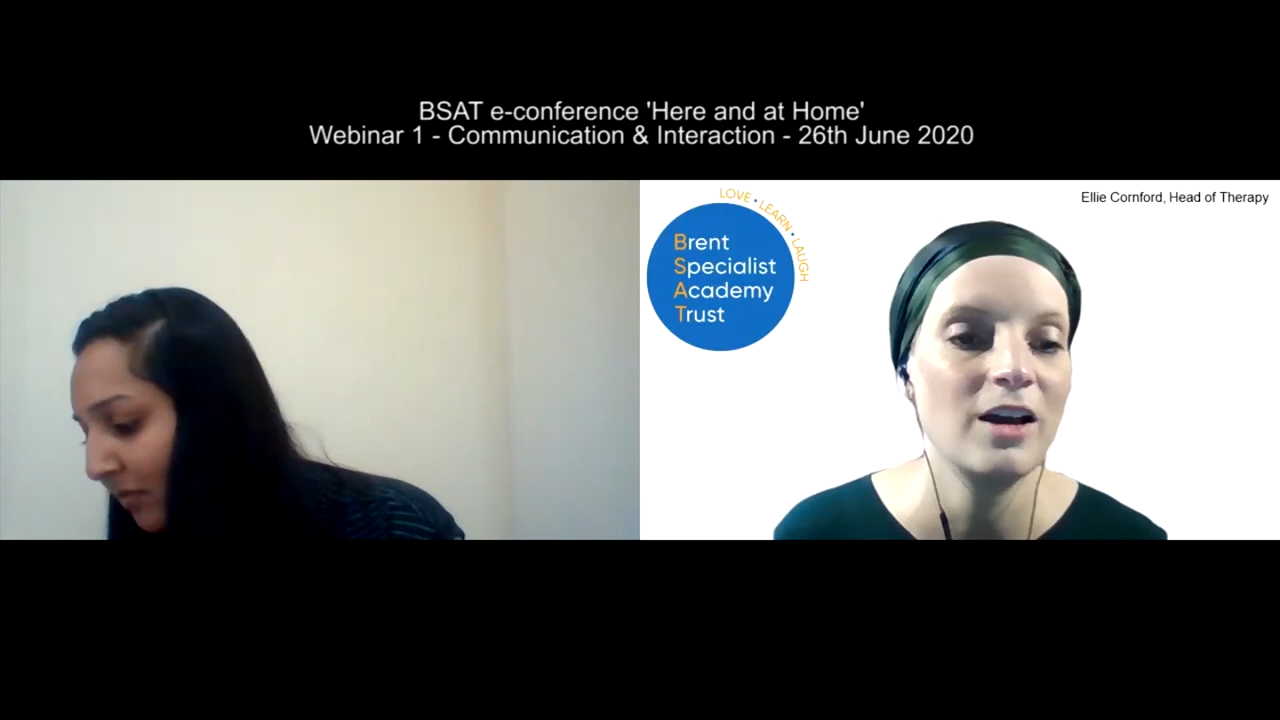 BSAT e-conference 'Here and at Home'
Webinar 1 - Communication & Interaction - 26th June 2020
LOVE • LEARN • LAUGH
Brent
Specialist
Academy
Trust
Ellie Cornford, Head of Therapy